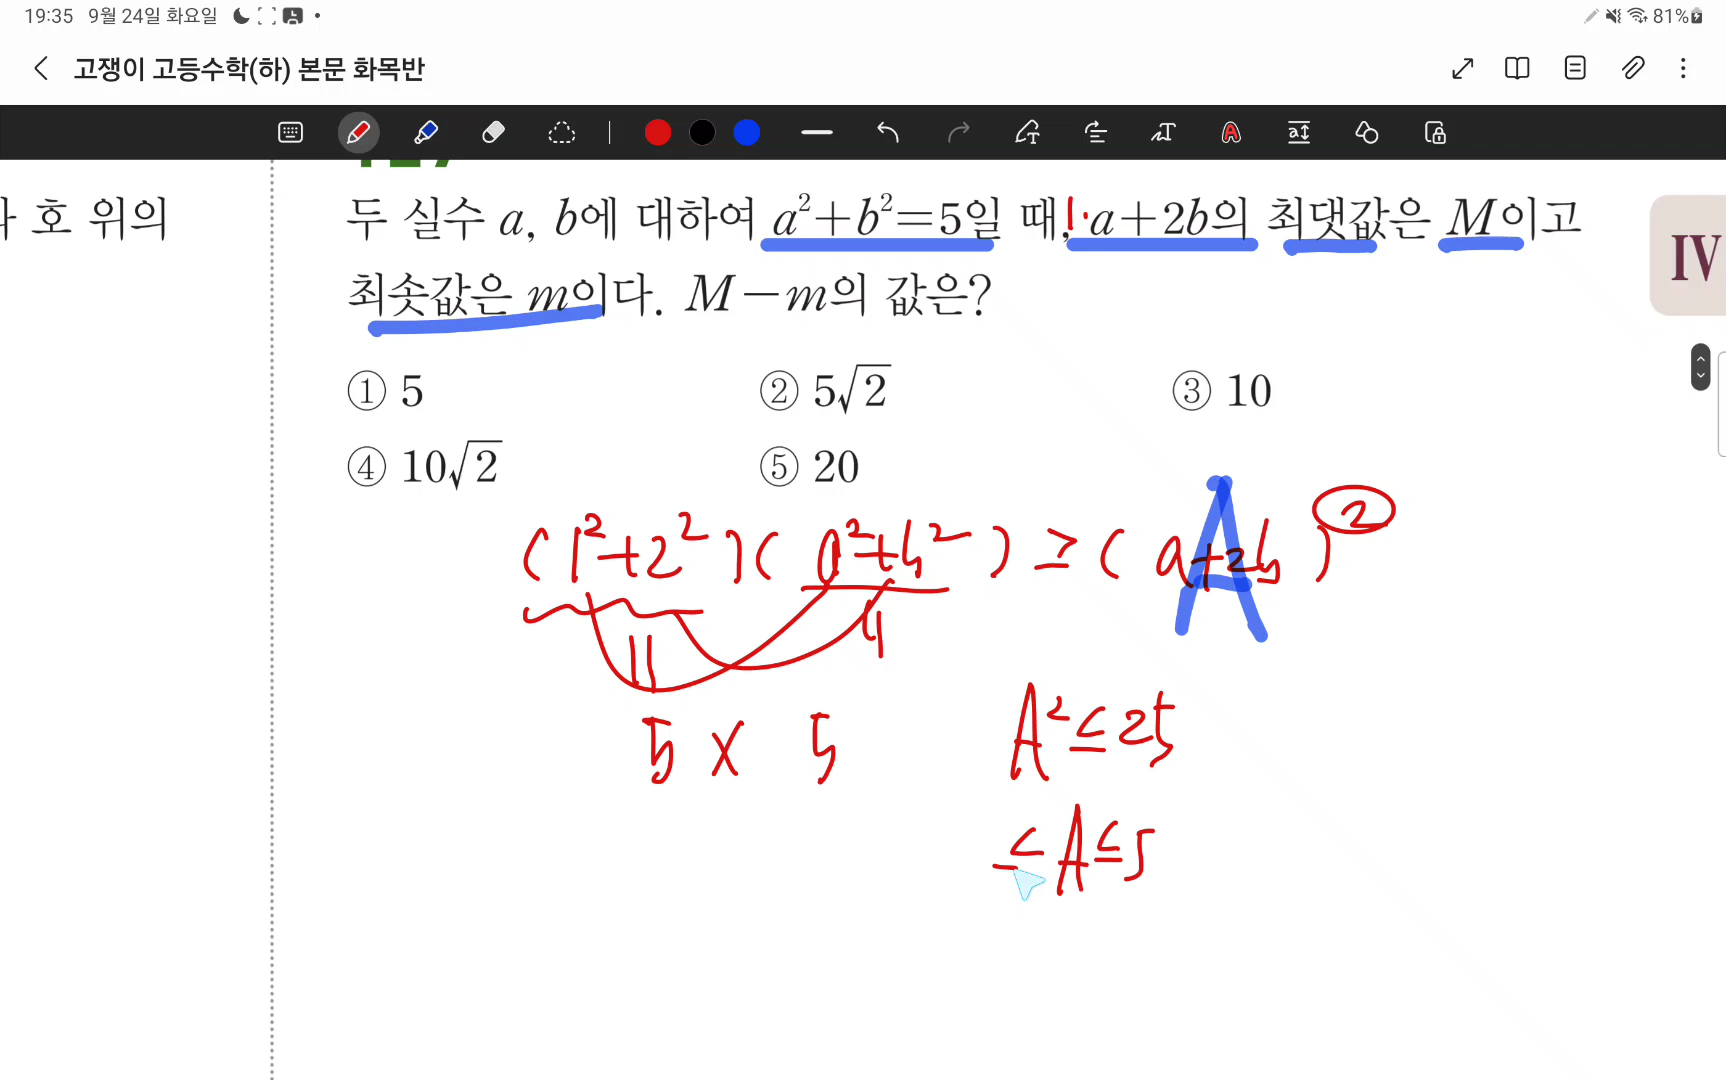 19:35 9월 24일 화요일 81%
고쟁이 고등수학(하) 본문 화목반
호 위의
두 실수 a, b에 대하여 a²+b²=5일 때, 1·a+2b의 최댓값은 M이고
최솟값은 m이다. M−m의 값은?
① 5 ② 5√2 ③ 10
④ 10√2 ⑤ 20
IV
(1²+2²)(a²+b²) ≥ (a+2b)²
A
5 × 5
A² ≤ 25
≤ A ≤ 5